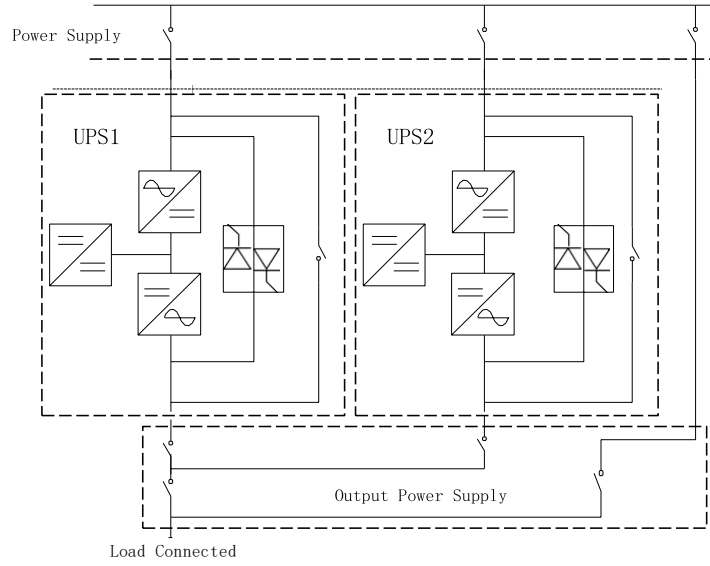 Power Supply
UPS1
UPS2
Output Power Supply
Load Connected